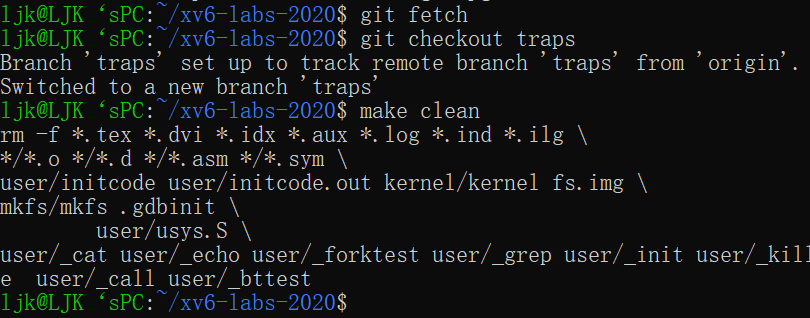 ljk@LJK ‘sPC:~/xv6-labs-2020$ git fetch
ljk@LJK ‘sPC:~/xv6-labs-2020$ git checkout traps
Branch 'traps' set up to track remote branch 'traps' from 'origin'.
Switched to a new branch 'traps'
ljk@LJK ‘sPC:~/xv6-labs-2020$ make clean
rm -f *.tex *.dvi *.idx *.aux *.log *.ind *.ilg \
*/*.o */*.d */*.asm */*.sym \
user/initcode user/initcode.out kernel/kernel fs.img \
mkfs/mkfs .gdbinit \
        user/usys.S \
user/_cat user/_echo user/_forktest user/_grep user/_init user/_kill
e  user/_call user/_bttest
ljk@LJK ‘sPC:~/xv6-labs-2020$